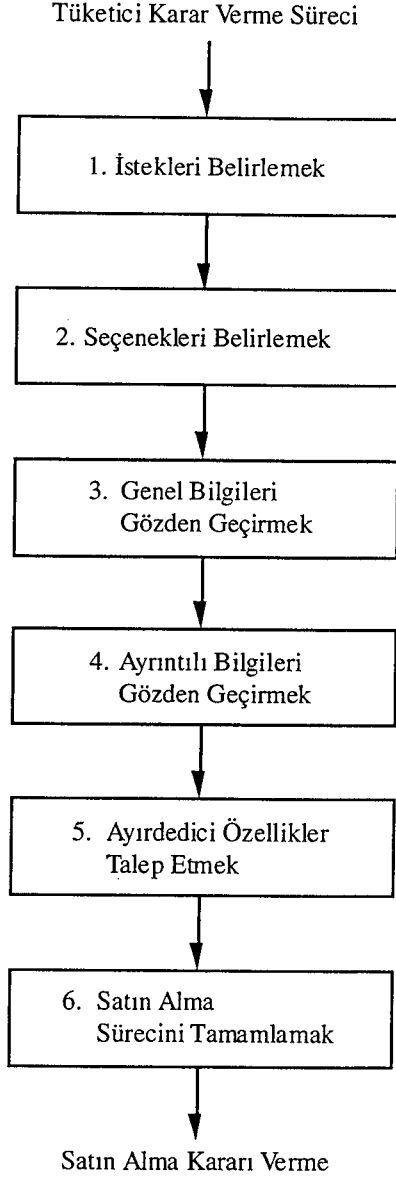 Tüketici Karar Verme Süreci
1. İstekleri Belirlemek
2. Seçenekleri Belirlemek
3. Genel Bilgileri
Gözden Geçirmek
4. Ayrıntılı Bilgileri
Gözden Geçirmek
5. Ayırdedici Özellikler
Talep Etmek
6. Satın Alma
Sürecini Tamamlamak
Satın Alma Kararı Verme